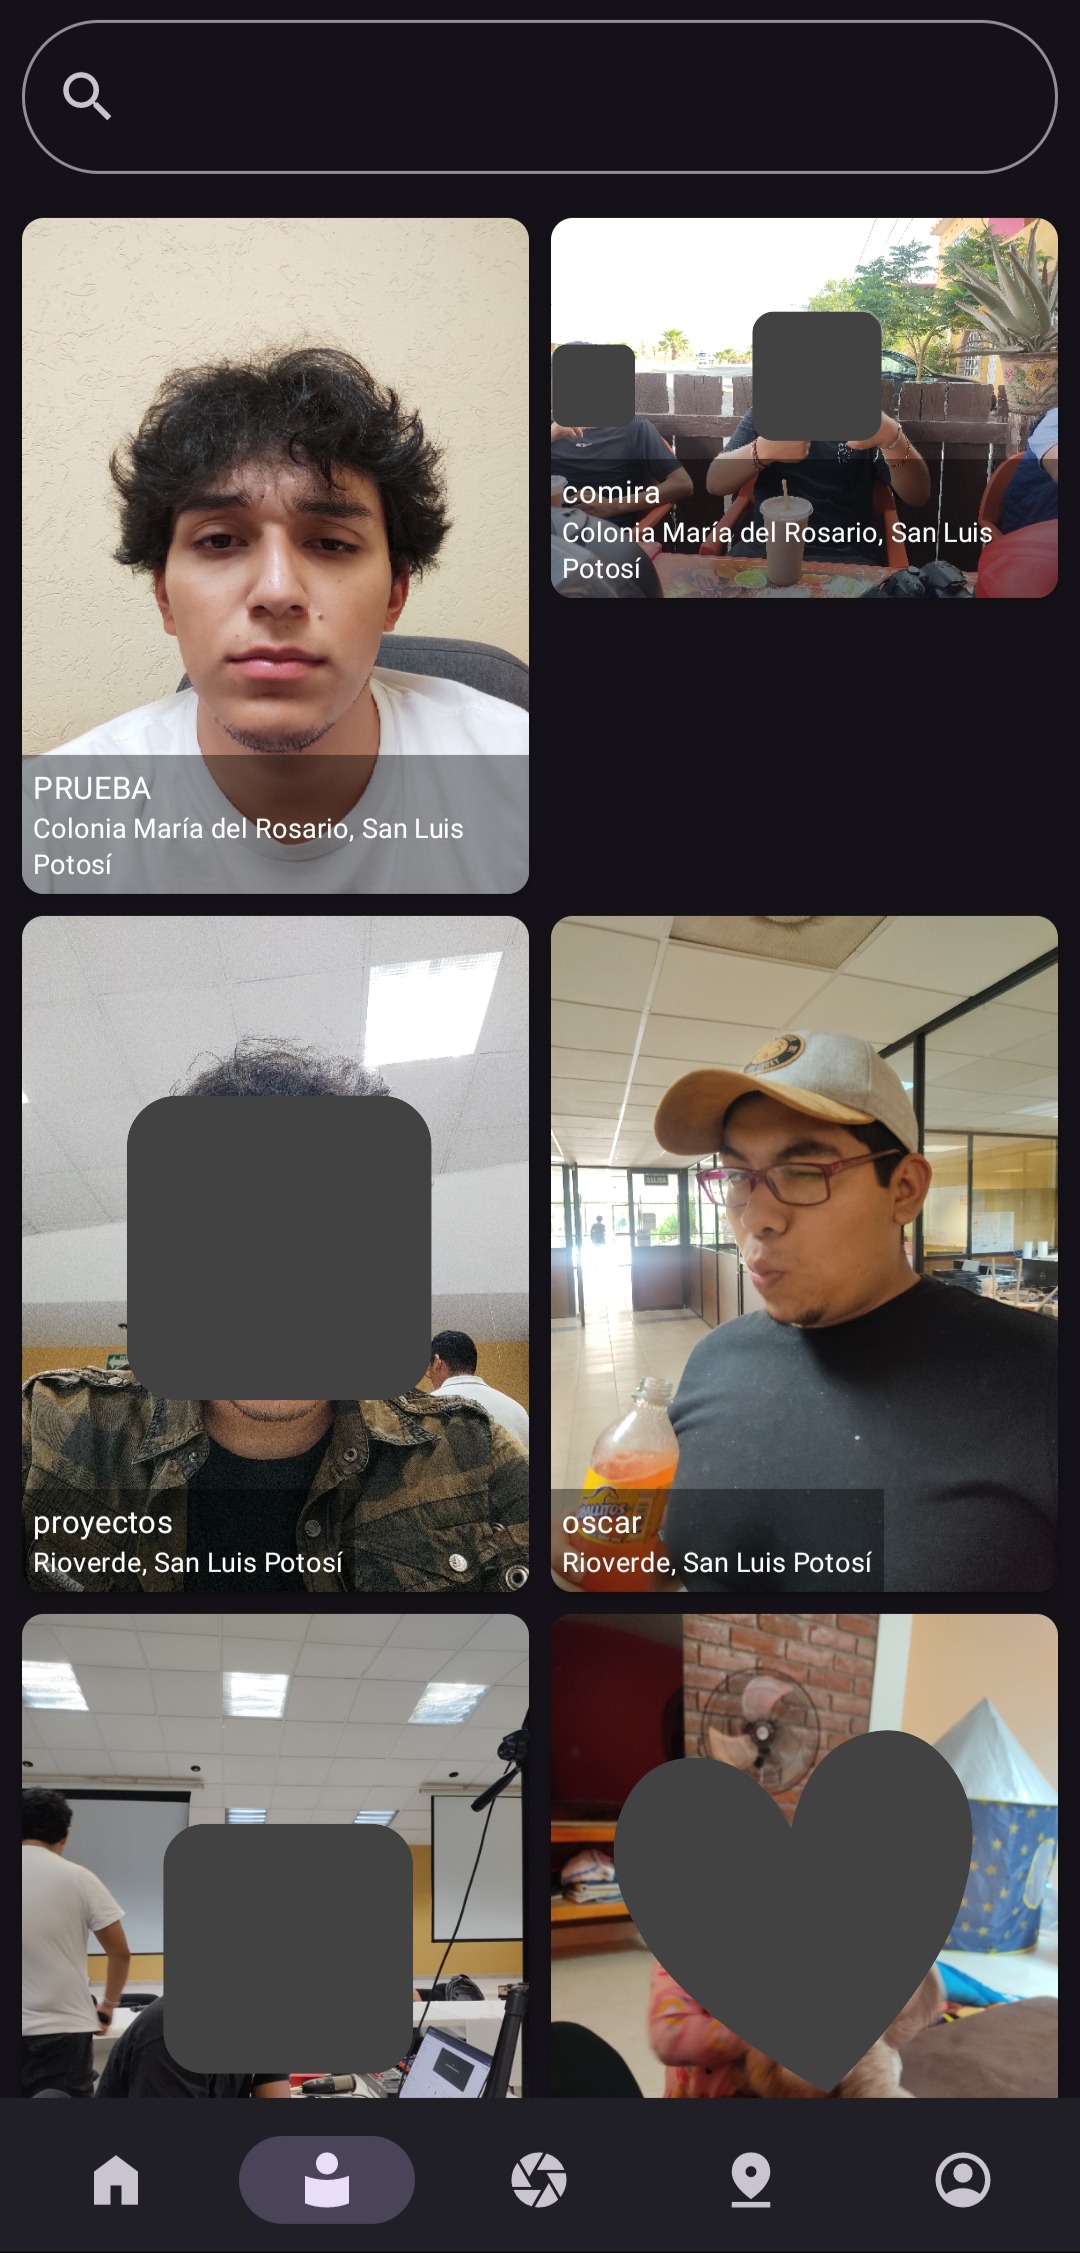 PRUEBA
Colonia María del Rosario, San Luis
Potosí
comira
Colonia María del Rosario, San Luis
Potosí
proyectos
Rioverde, San Luis Potosí
SALIDA
oscar
Rioverde, San Luis Potosí